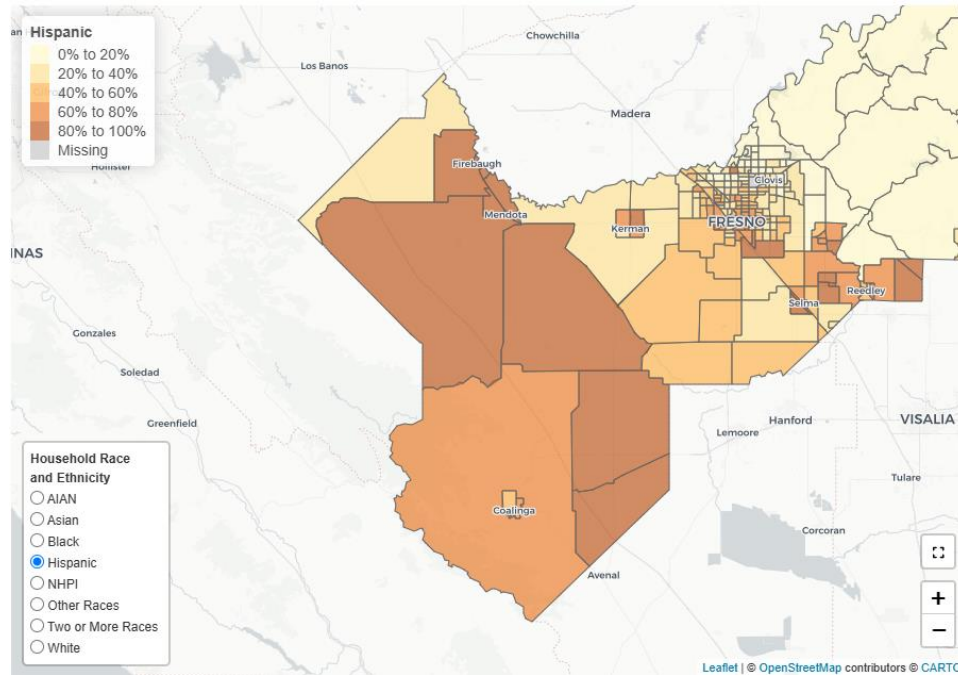 Hispanic
0% to 20%
20% to 40%
40% to 60%
60% to 80%
80% to 100%
Missing
Chowchilla
Los Banos
Madera
Hollister
Firebaugh
Clovis
Mendota
Kerman
FRESNO
INAS
Reedley
Selma
Gonzales
Soledad
Hanford
VISALIA
Lemoore
Greenfield
Tulare
Coalinga
Corcoran
Avenal
Household Race
and Ethnicity
AIAN
Asian
Black
Hispanic
NHPI
Other Races
Two or More Races
White
+
−
Leaflet | © OpenStreetMap contributors © CARTO